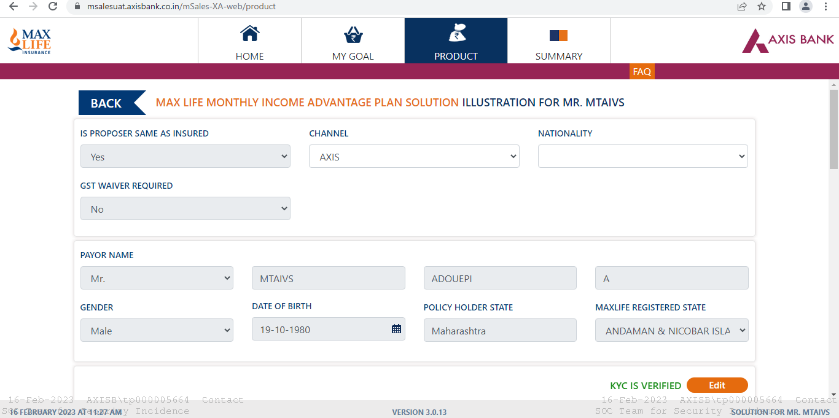 msalesuat.axisbank.co.in/mSales-XA-web/product
MAX
LIFE
INSURANCE
HOME
MY GOAL
PRODUCT
SUMMARY
AXIS BANK
FAQ
BACK
MAX LIFE MONTHLY INCOME ADVANTAGE PLAN SOLUTION ILLUSTRATION FOR MR. MTAIVS
IS PROPOSER SAME AS INSURED
CHANNEL
NATIONALITY
Yes
AXIS
GST WAIVER REQUIRED
No
PAYOR NAME
Mr.
MTAIVS
ADOUEPI
A
GENDER
DATE OF BIRTH
POLICY HOLDER STATE
MAXLIFE REGISTERED STATE
Male
19-10-1980
Maharashtra
ANDAMAN & NICOBAR ISLA
KYC IS VERIFIED
Edit
16-Feb-2023 AXISB\tp000005664 Contact
16-Feb-2023 AXISB\tp000005664 Contact
16 FEBRUARY 2023 AT 11:27 AM
Incidence
VERSION 3.0.13
SOC Team for Security
SOLUTION FOR MR. MTAIVS